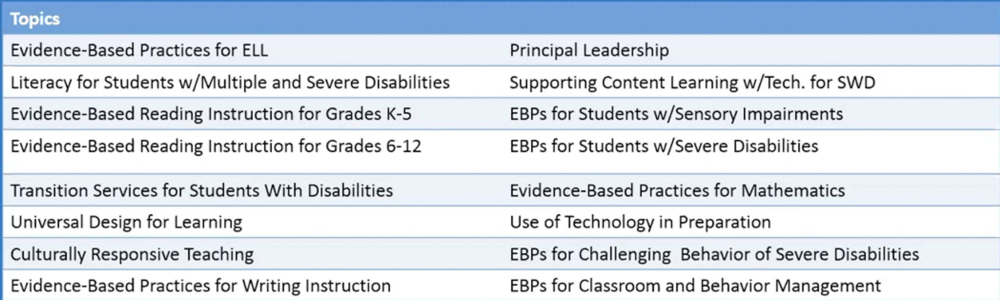 Topics
Evidence-Based Practices for ELL Principal Leadership
Literacy for Students w/Multiple and Severe Disabilities Supporting Content Learning w/Tech. for SWD
Evidence-Based Reading Instruction for Grades K-5 EBPs for Students w/Sensory Impairments
Evidence-Based Reading Instruction for Grades 6-12 EBPs for Students w/Severe Disabilities
Transition Services for Students With Disabilities Evidence-Based Practices for Mathematics
Universal Design for Learning Use of Technology in Preparation
Culturally Responsive Teaching EBPs for Challenging  Behavior of Severe Disabilities
Evidence-Based Practices for Writing Instruction EBPs for Classroom and Behavior Management